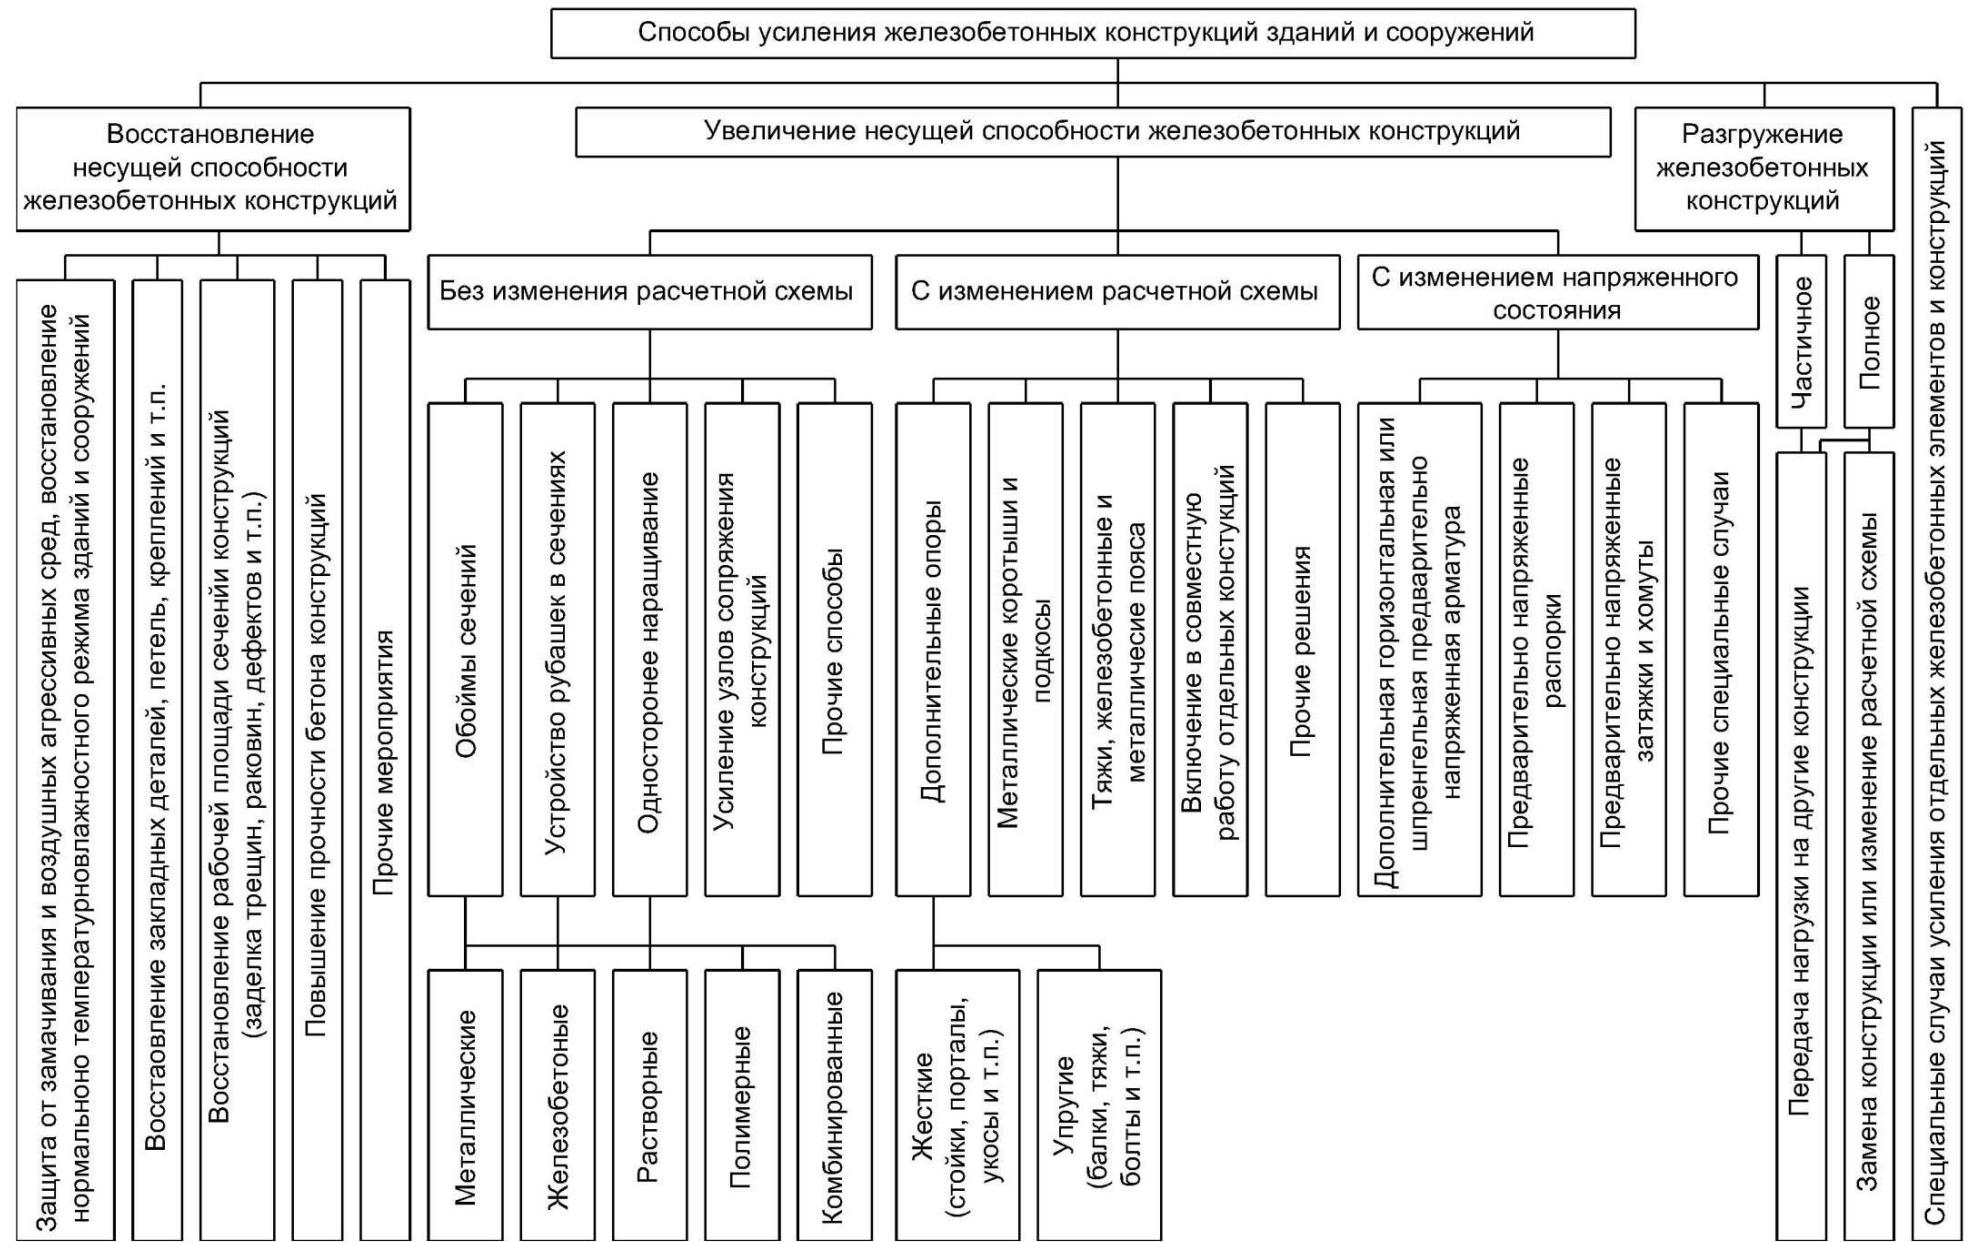 Способы усиления железобетонных конструкций зданий и сооружений
Восстановление
несущей способности
железобетонных конструкций
Увеличение несущей способности железобетонных конструкций
Разгружение
железобетонных
конструкций
Специальные случаи усиления отдельных железобетонных элементов и конструкций
Защита от замачивания и воздушных агрессивных сред, восстановление
нормальноно температурновлажностного режима зданий и сооружений
Восстаовление закладных деталей, петель, креплений и т.п.
Восстановление рабочей площади сечении конструкций
(заделка трещин, раковин, дефектов и т.п.)
Повышение прочности бетона конструкций
Прочие мероприятия
Без изменения расчетной схемы
С изменением расчетной схемы
С изменением напряженного
состояния
Частичное
Полное
Обоймы сечений
Устройство рубашек в сечениях
Одностороннее наращивание
Усиление узлов сопряжения
конструкций
Прочие способы
Дополнительные опоры
Металлические коротыши и
подкосы
Тяжи, железобетонные и
металличесие пояса
Включение в совместную
работу отдельных констукций
Прочие решения
Дополнительная горизонтальная или
шпренгельная предварительно
напряженная арматура
Предварительно напряженные
распорки
Предварительно напряженные
затяжки и хомуты
Прочие специальные случаи
Передача нагрузки на другие конструкции
Замена конструкции или изменение расчетной схемы
Металлические
Железобетоные
Растворные
Полимерные
Комбинированные
Жесткие
(стойки, порталы,
укосы и т.п.)
Упругие
(балки, тяжи,
болты и т.п.)